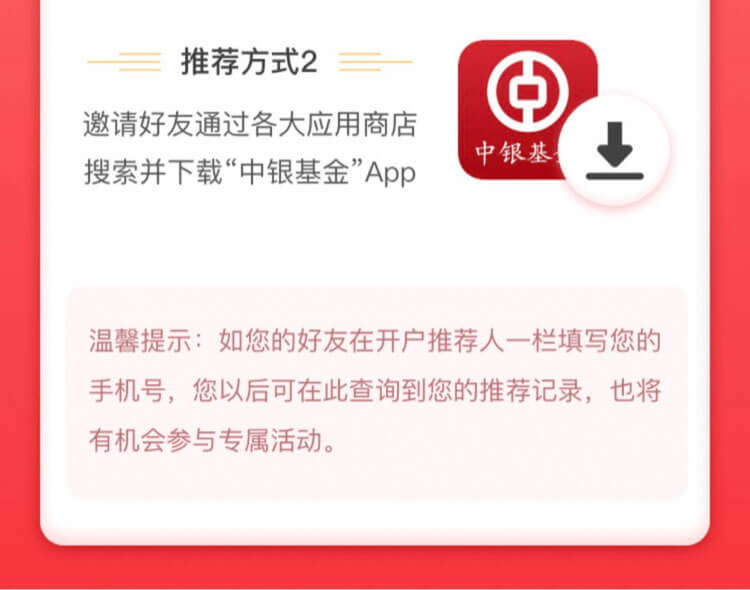 推荐方式2
邀请好友通过各大应用商店
搜索并下载“中银基金”App
中银基
温馨提示：如您的好友在开户推荐人一栏填写您的
手机号，您以后可在此查询到您的推荐记录，也将
有机会参与专属活动。